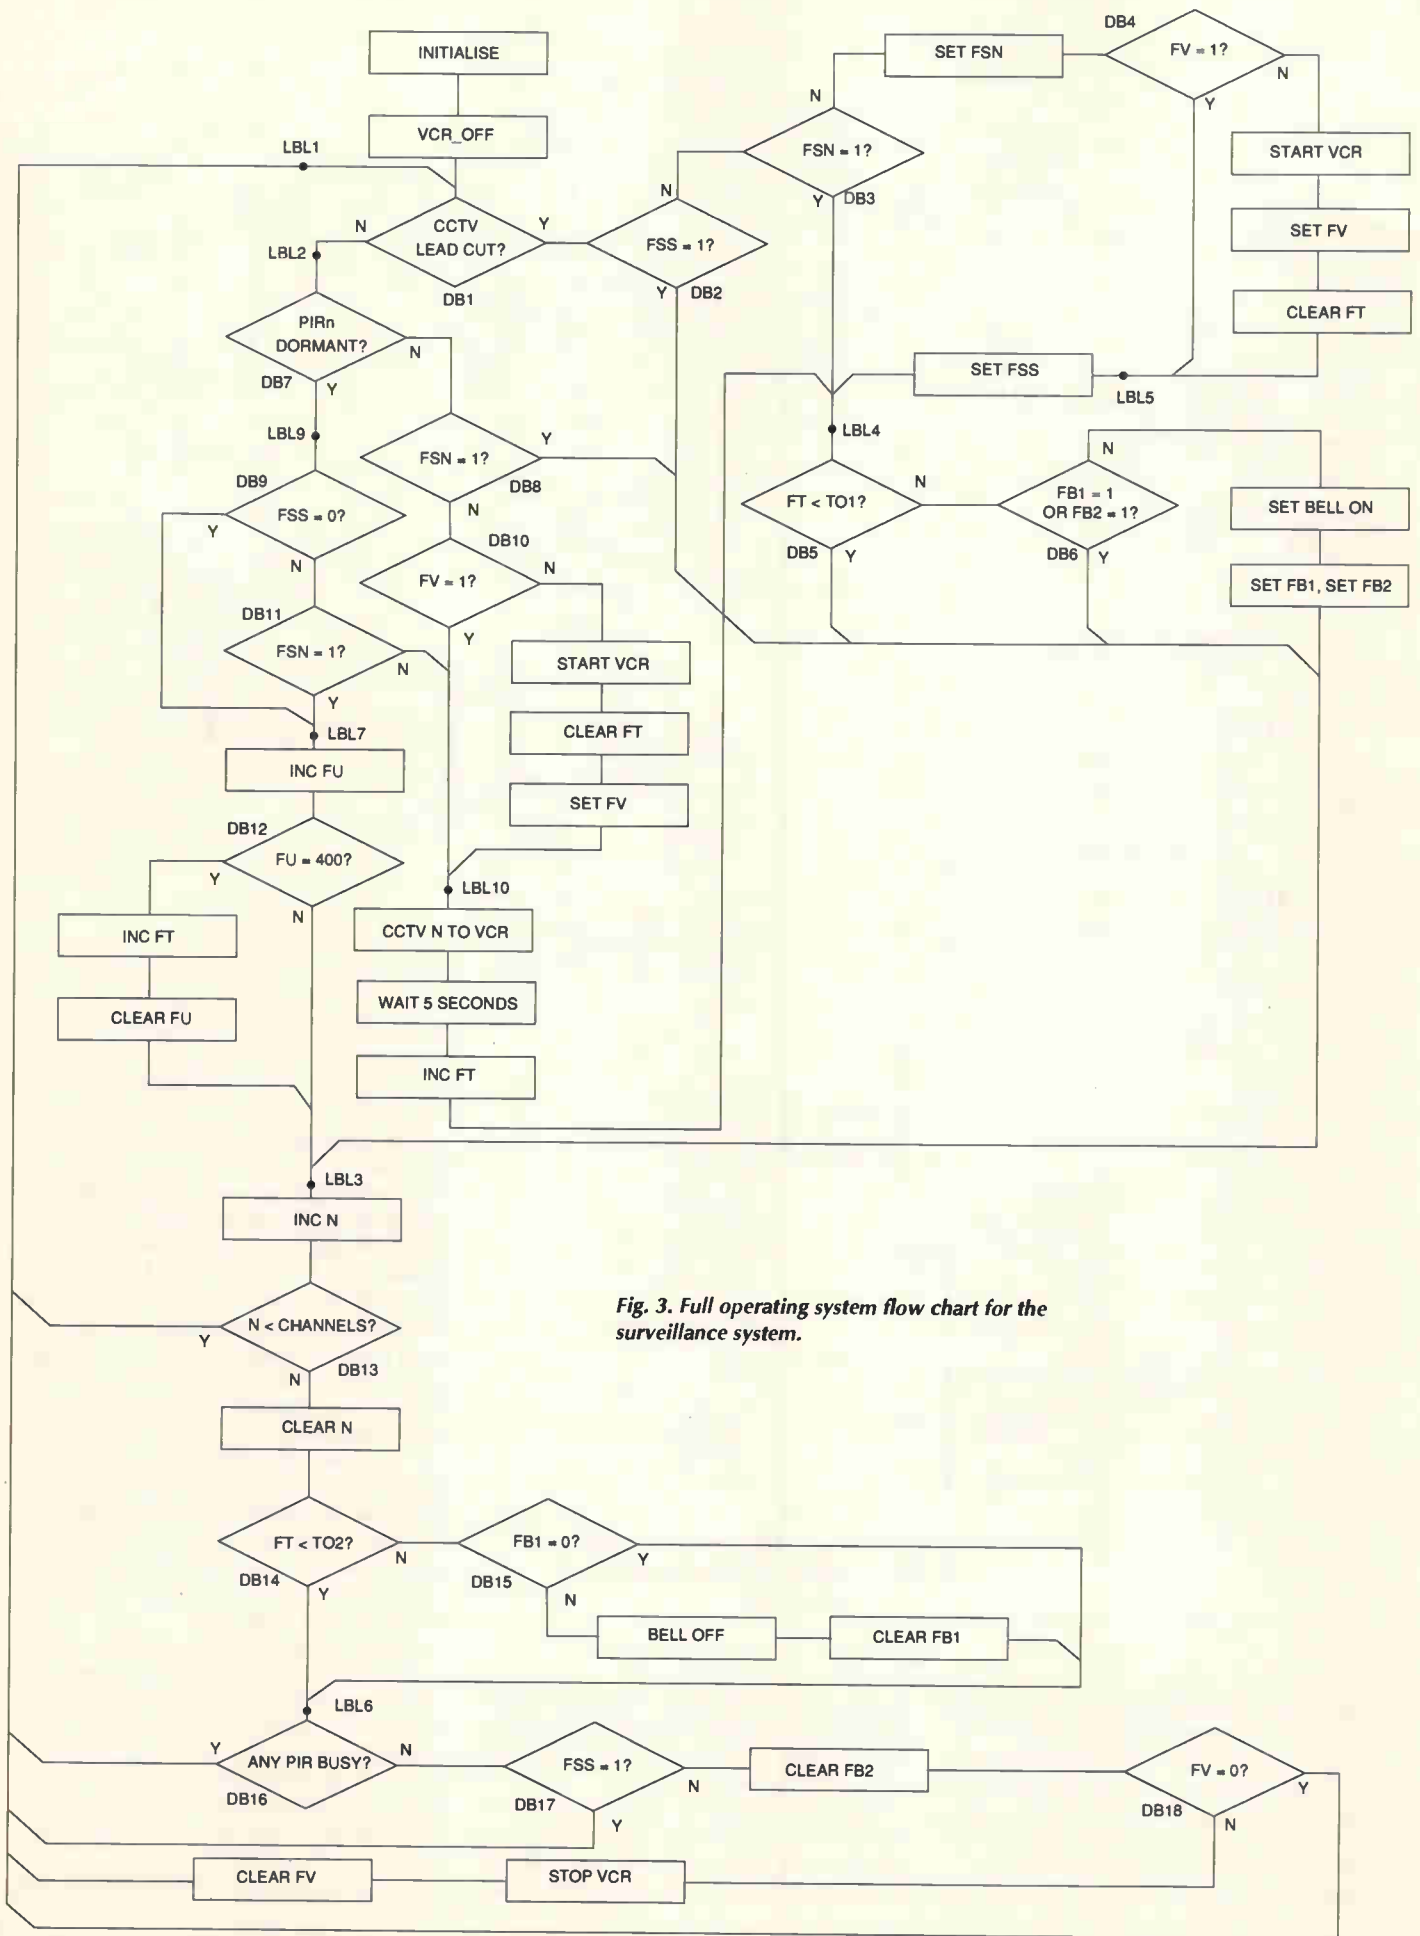 INITIALISE
VCR_OFF
LBL1
CCTV
LEAD CUT?
N
Y
DB1
LBL2
FSS = 1?
N
Y
DB2
FSN = 1?
N
Y
DB3
SET FSN
DB4
FV = 1?
N
Y
START VCR
SET FV
CLEAR FT
LBL5
SET FSS
LBL4
FT < TO1?
N
DB5
Y
FB1 = 1
OR FB2 = 1?
N
DB6
Y
SET BELL ON
SET FB1, SET FB2
PIRn
DORMANT?
N
DB7
Y
LBL9
FSN = 1?
Y
DB8
N
DB9
FSS = 0?
Y
N
DB10
FV = 1?
N
Y
DB11
FSN = 1?
N
Y
START VCR
CLEAR FT
SET FV
LBL7
INC FU
DB12
FU = 400?
Y
N
INC FT
CLEAR FU
LBL10
CCTV N TO VCR
WAIT 5 SECONDS
INC FT
LBL3
INC N
N < CHANNELS?
Y
DB13
N
Fig. 3. Full operating system flow chart for the
surveillance system.
CLEAR N
FT < TO2?
N
DB14
Y
FB1 = 0?
Y
DB15
N
BELL OFF
CLEAR FB1
LBL6
ANY PIR BUSY?
Y
N
DB16
FSS = 1?
N
DB17
Y
CLEAR FB2
FV = 0?
Y
DB18
N
CLEAR FV
STOP VCR